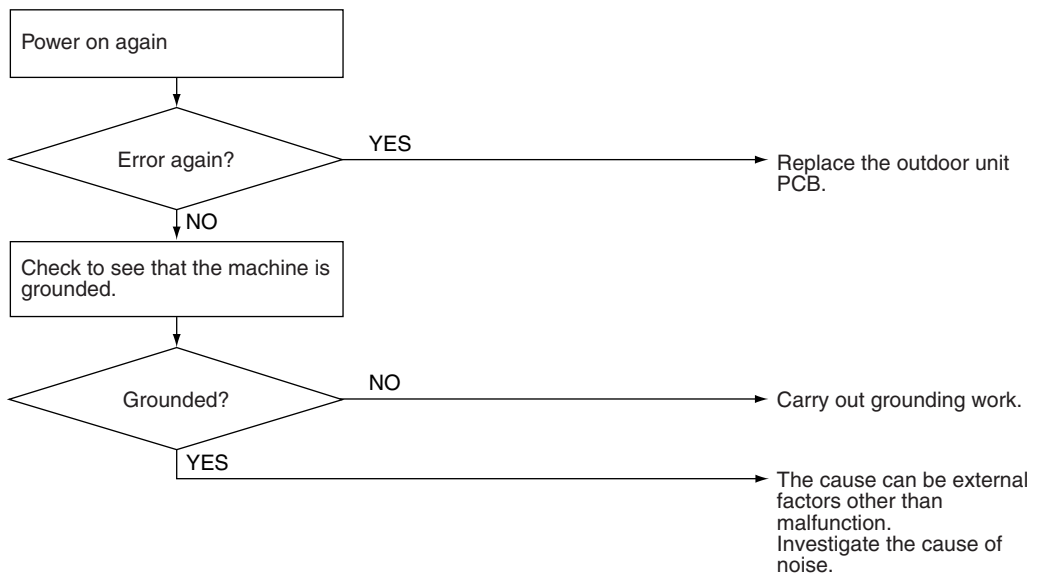 Power on again
Error again?
YES
Replace the outdoor unit
PCB.
NO
Check to see that the machine is
grounded.
Grounded?
NO
Carry out grounding work.
YES
The cause can be external
factors other than
malfunction.
Investigate the cause of
noise.